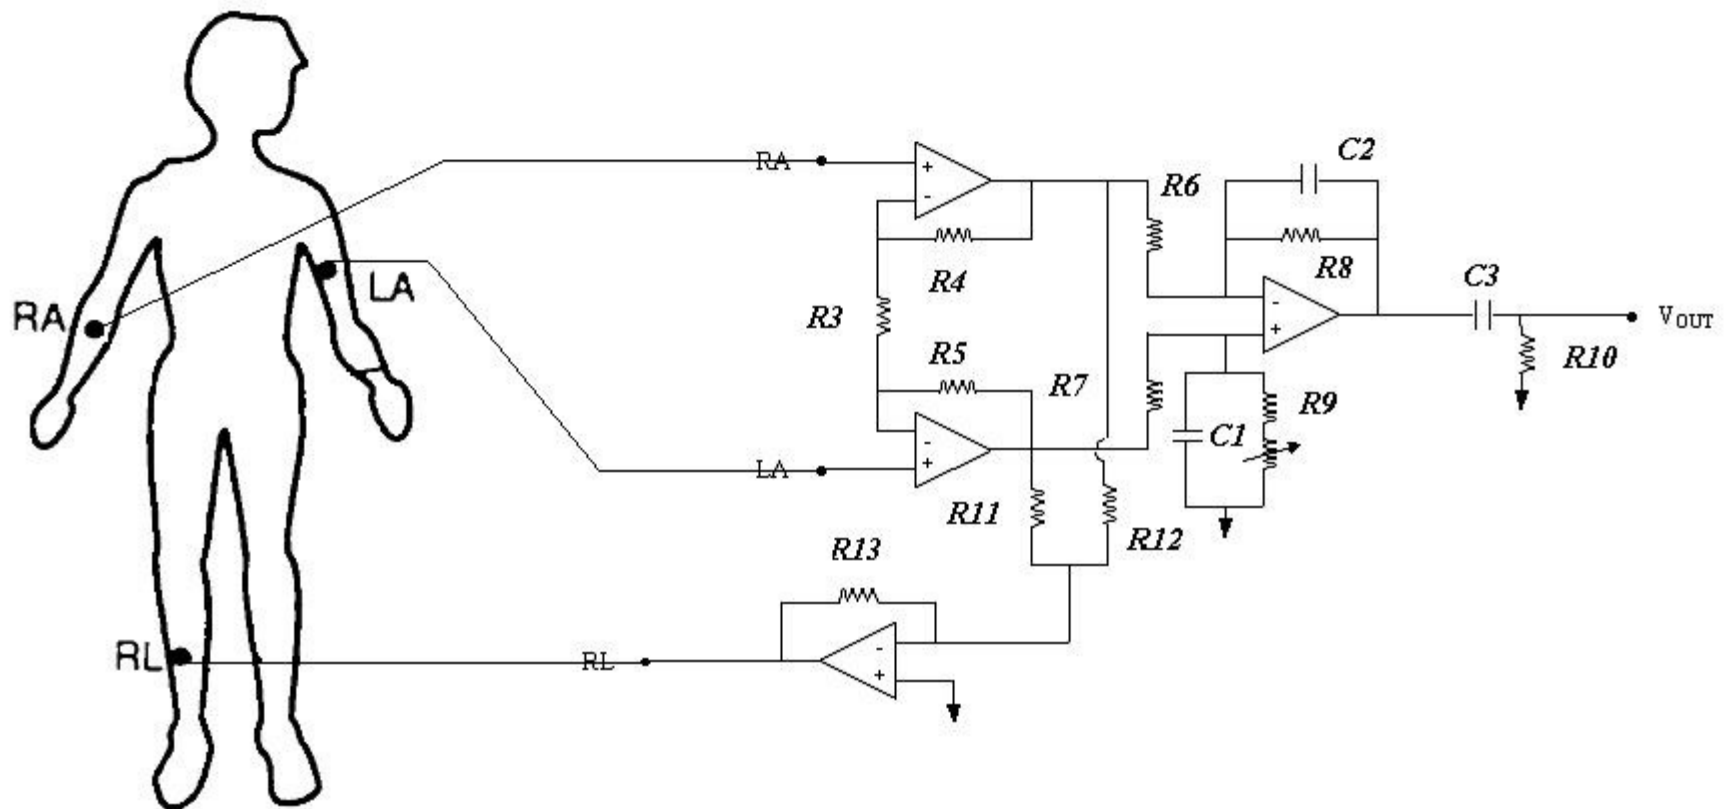 RA
LA
RL
RA
LA
RL
+
-
R4
R3
R5
-
+
R7
R6
C2
R8
-
+
C3
VOUT
R10
R9
C1
R11
R12
R13
-
+